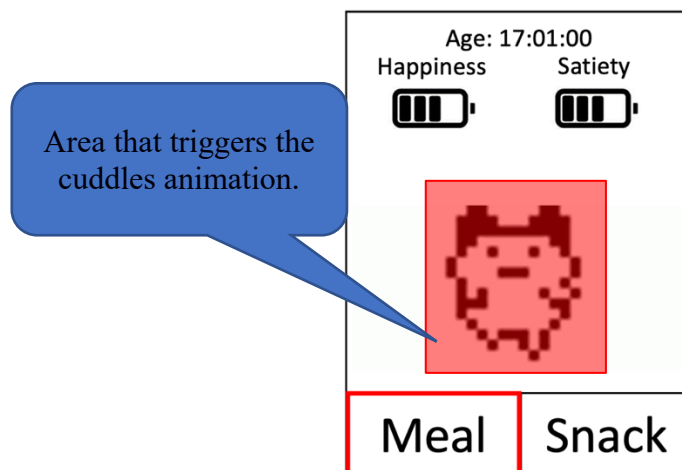 Age: 17:01:00
Happiness Satiety
Area that triggers the
cuddles animation.
Meal Snack